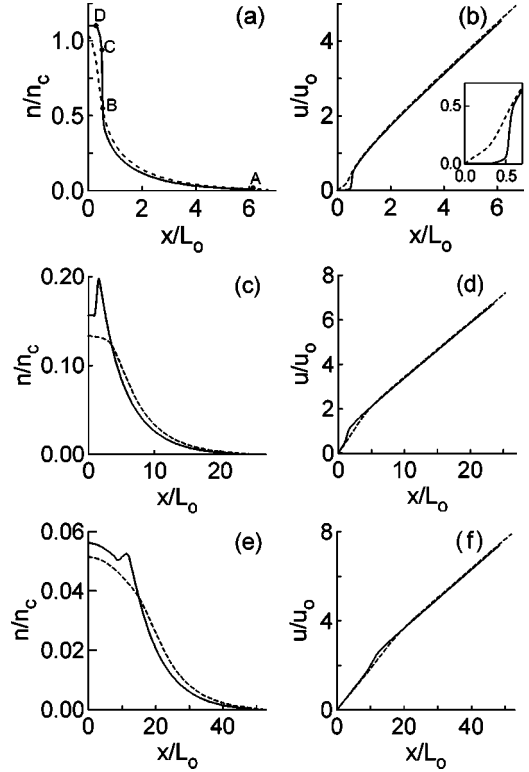 (a)
n/n_c
1.0
0.5
0.0
D
C
B
A
0 2 4 6
x/L_o
(b)
u/u_o
4
2
0
0.5
0.0
0.0 0.5
0 2 4 6
x/L_o
(c)
n/n_c
0.20
0.10
0.00
0 10 20
x/L_o
(d)
u/u_o
8
6
4
2
0
0 10 20
x/L_o
(e)
n/n_c
0.06
0.04
0.02
0.00
0 20 40
x/L_o
(f)
u/u_o
8
4
0
0 20 40
x/L_o